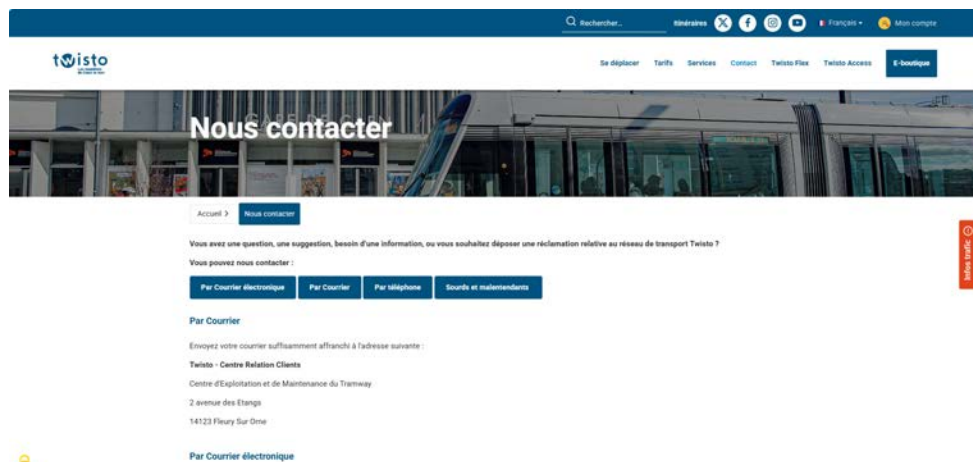 Rechercher...
Itinéraires
Français
Mon compte
twisto
Se déplacer
Tarifs
Services
Contact
Twisto Flex
Twisto Access
E-boutique
Nous contacter
Accueil >
Nous contacter
Vous avez une question, une suggestion, besoin d'une information, ou vous souhaitez déposer une réclamation relative au réseau de transport Twisto ?
Vous pouvez nous contacter :
Par Courrier électronique
Par Courrier
Par téléphone
Sourds et malentendants
Par Courrier
Envoyez votre courrier suffisamment affranchi à l'adresse suivante :
Twisto - Centre Relation Clients
Centre d'Exploitation et de Maintenance du Tramway
2 avenue des Etangs
14123 Fleury Sur Orne
Par Courrier électronique
Infos trafic